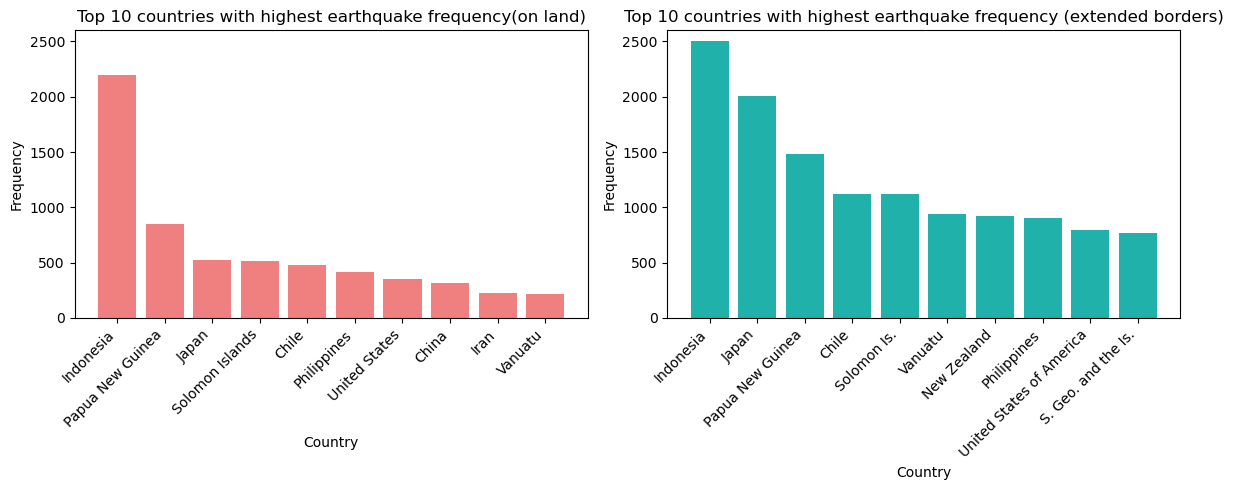 Top 10 countries with highest earthquake frequency(on land)
Frequency
2500
2000
1500
1000
500
0
Indonesia
Papua New Guinea
Japan
Solomon Islands
Chile
Philippines
United States
China
Iran
Vanuatu
Country
Top 10 countries with highest earthquake frequency (extended borders)
Frequency
2500
2000
1500
1000
500
0
Indonesia
Japan
Papua New Guinea
Chile
Solomon Is.
Vanuatu
New Zealand
Philippines
United States of America
S. Geo. and the Is.
Country